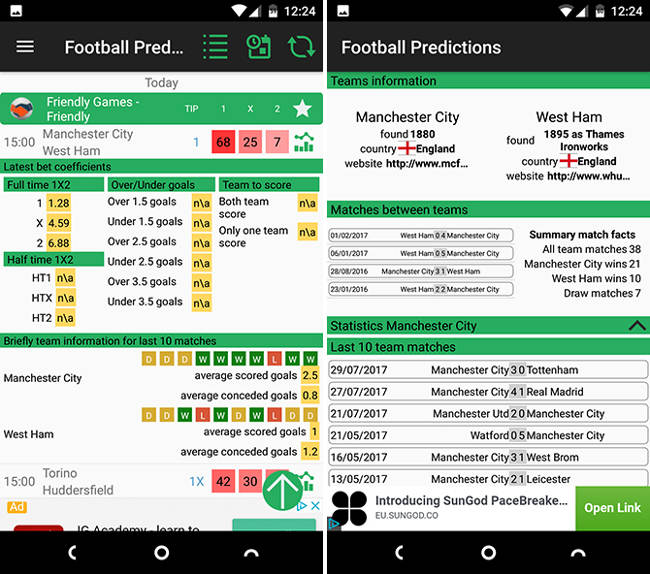 12:24
Football Pred...
Today
Friendly Games - Friendly TIP 1 X 2
15:00 Manchester City West Ham 1 68 25 7
Latest bet coefficients
Full time 1X2
1 1.28
X 4.59
2 6.88
Half time 1X2
HT1 n\a
HTX n\a
HT2 n\a
Over/Under goals
Over 1.5 goals n\a
Under 1.5 goals n\a
Over 2.5 goals n\a
Under 2.5 goals n\a
Over 3.5 goals n\a
Under 3.5 goals n\a
Team to score
Both team score n\a
Only one team score n\a
Briefly team information for last 10 matches
D D D W W W W L W W
Manchester City
average scored goals 2.5
average conceded goals 0.8
D D W L W D W D L L
West Ham
average scored goals 1
average conceded goals 1.2
15:00 Torino Huddersfield 1X 42 30
Ad
IG Academy - learn to
12:24
Football Predictions
Teams information
Manchester City
found 1880
country England
website http://www.mcf...
West Ham
found 1895 as Thames Ironworks
country England
website http://www.whu...
Matches between teams
01/02/2017 West Ham 0 4 Manchester City
06/01/2017 West Ham 0 5 Manchester City
28/08/2016 Manchester City 3 1 West Ham
23/01/2016 West Ham 2 2 Manchester City
Summary match facts
All team matches 38
Manchester City wins 21
West Ham wins 10
Draw matches 7
Statistics Manchester City
Last 10 team matches
29/07/2017 Manchester City 3 0 Tottenham
27/07/2017 Manchester City 4 1 Real Madrid
21/07/2017 Manchester Utd 2 0 Manchester City
21/05/2017 Watford 0 5 Manchester City
16/05/2017 Manchester City 3 1 West Brom
13/05/2017 Manchester City 2 1 Leicester
Introducing SunGod PaceBreake...
EU.SUNGOD.CO
Open Link